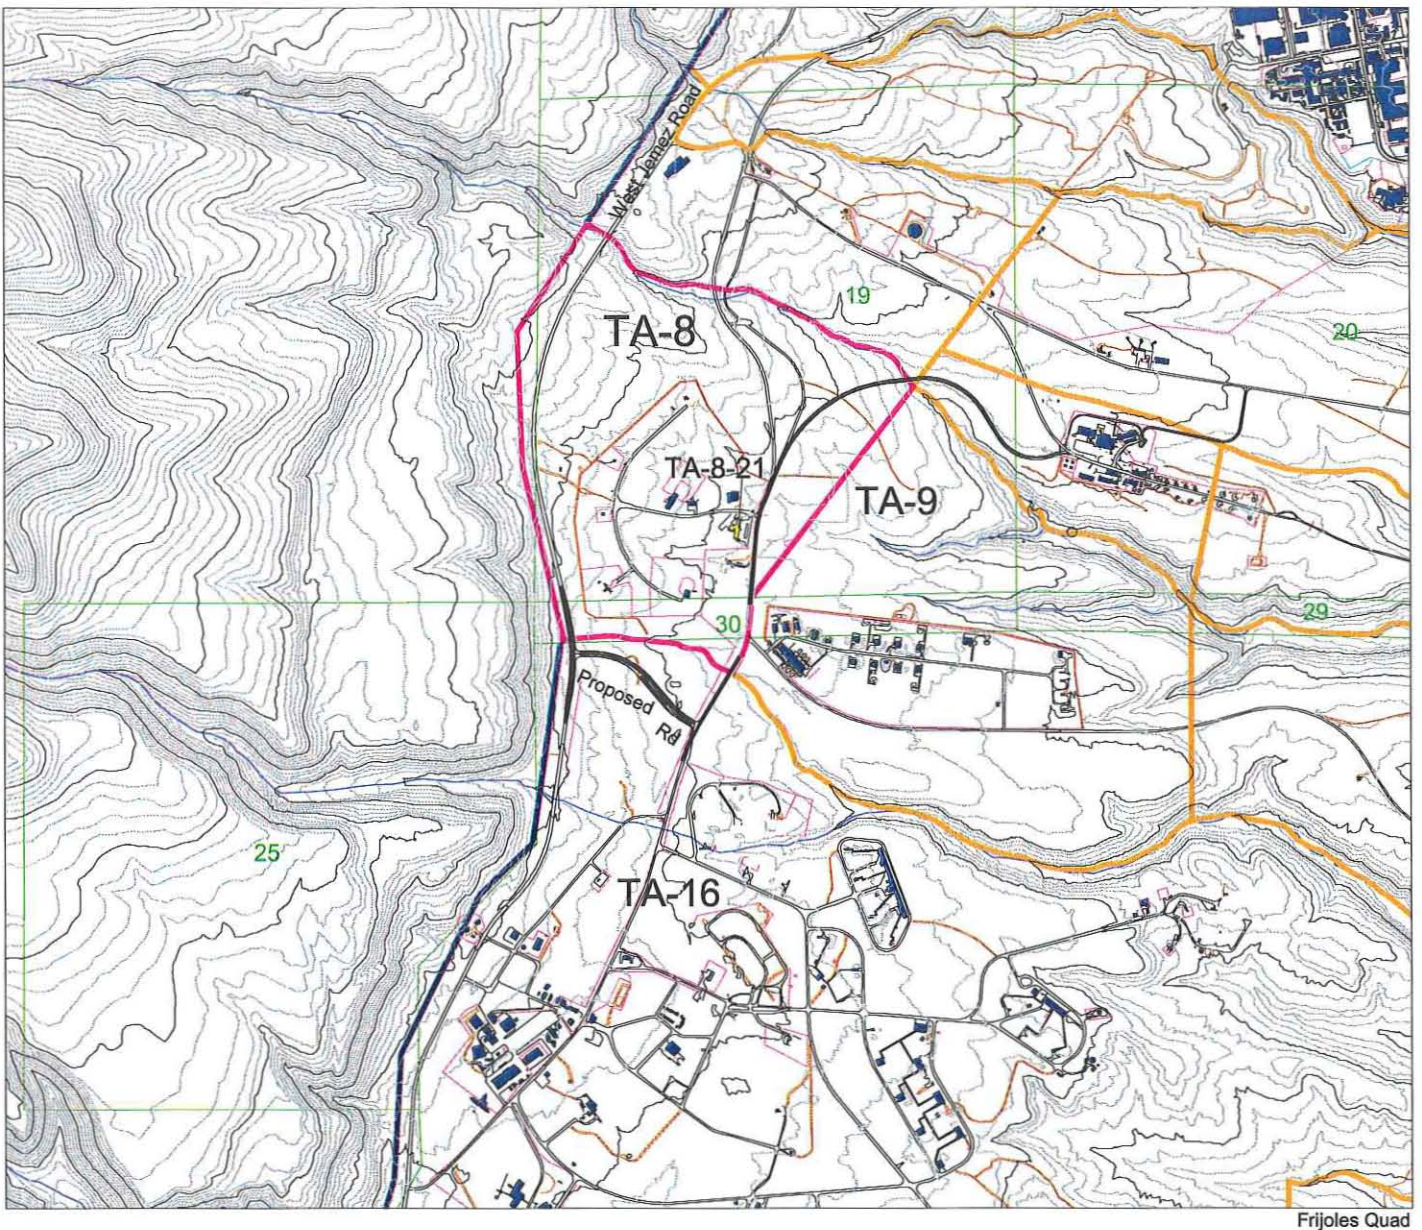 West Jemez Road
19
TA-8
20
TA-8-21
TA-9
30
29
Proposed
Rd
25
TA-16
Frijoles Quad